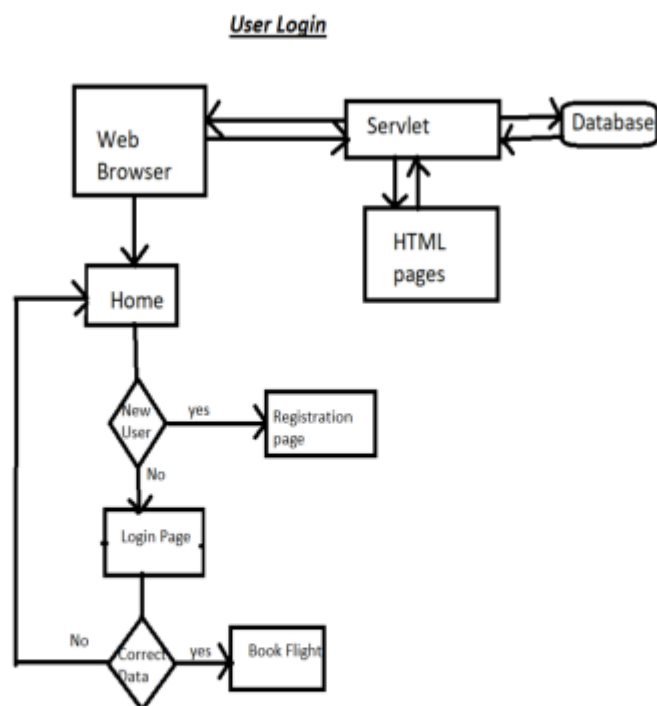 User Login
Web
Browser
Servlet
Database
HTML
pages
Home
New
User
yes
Registration
page
No
Login Page
No
Correct
Data
yes
Book Flight